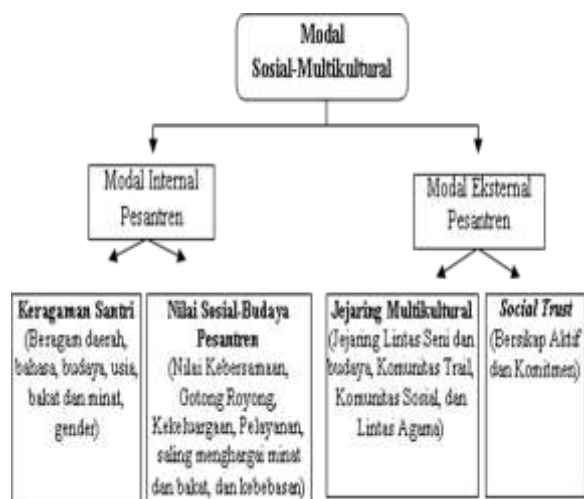 Modal
Sosial-Multikultural
Modal Internal
Pesantren
Modal Eksternal
Pesantren
Keragaman Santri
(Beragam daerah,
bahasa, budaya, usia,
bakat dan minat,
gender)
Nilai Sosial-Budaya
Pesantren
(Nilai Kebersamaan,
Gotong Royong,
Kekeluargaan, Pelayanan,
saling menghargai minat
dan bakat, dan kebebasan)
Jejaring Multikultural
(Jejaring Lintas Seni dan
budaya, Komunitas Trail,
Komunitas Sosial, dan
Lintas Agama)
Social Trust
(Bersikap Aktif
dan Komitmen)